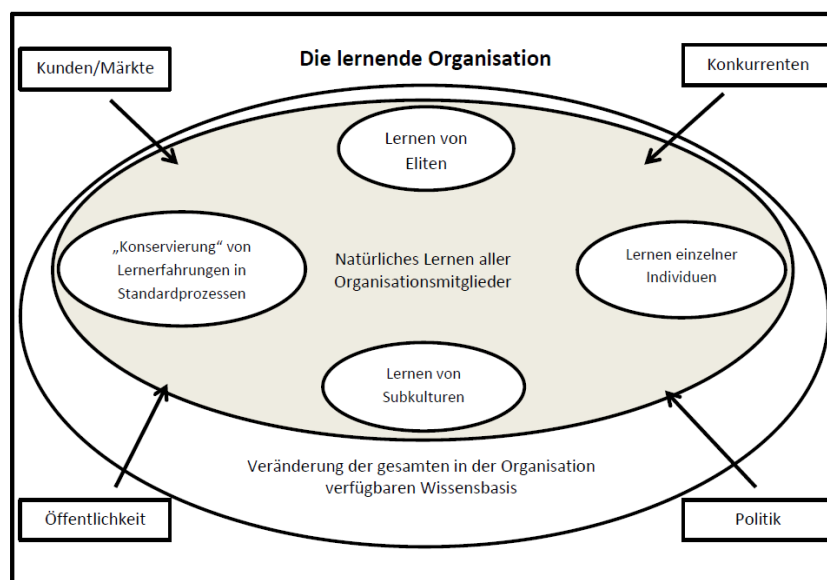 Die lernende Organisation
Kunden/Märkte
Konkurrenten
Lernen von
Eliten
„Konservierung“ von
Lernerfahrungen in
Standardprozessen
Natürliches Lernen aller
Organisationsmitglieder
Lernen einzelner
Individuen
Lernen von
Subkulturen
Veränderung der gesamten in der Organisation
verfügbaren Wissensbasis
Öffentlichkeit
Politik